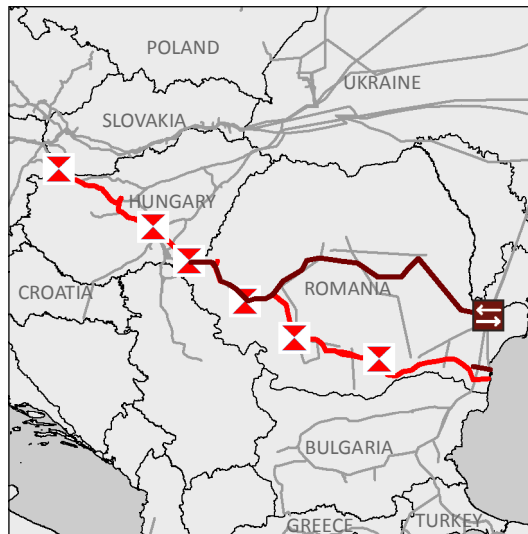 POLAND
UKRAINE
SLOVAKIA
HUNGARY
CROATIA
ROMANIA
BULGARIA
GREECE
TURKEY